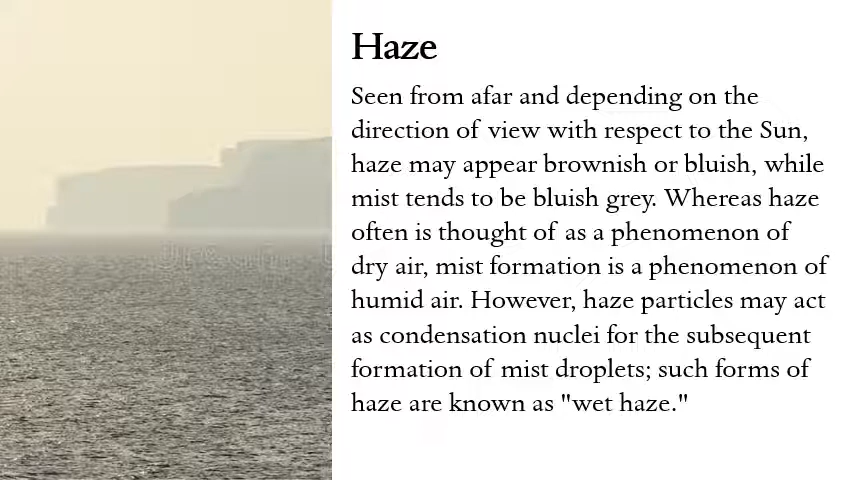 Haze
Seen from afar and depending on the
direction of view with respect to the Sun,
haze may appear brownish or bluish, while
mist tends to be bluish grey. Whereas haze
often is thought of as a phenomenon of
dry air, mist formation is a phenomenon of
humid air. However, haze particles may act
as condensation nuclei for the subsequent
formation of mist droplets; such forms of
haze are known as "wet haze."